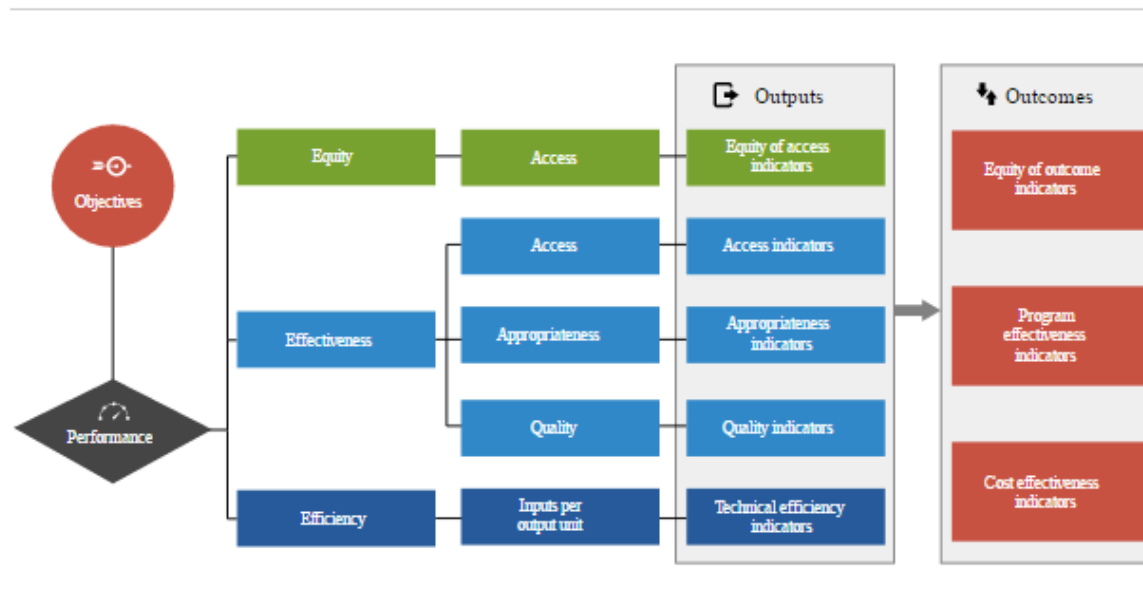 Outputs
Outcomes
Objectives
Equity
Access
Equity of access
indicators
Equity of outcome
indicators
Access
Access indicators
Effectiveness
Appropriateness
Appropriateness
indicators
Program
effectiveness
indicators
Performance
Quality
Quality indicators
Efficiency
Inputs per
output unit
Technical efficiency
indicators
Cost effectiveness
indicators